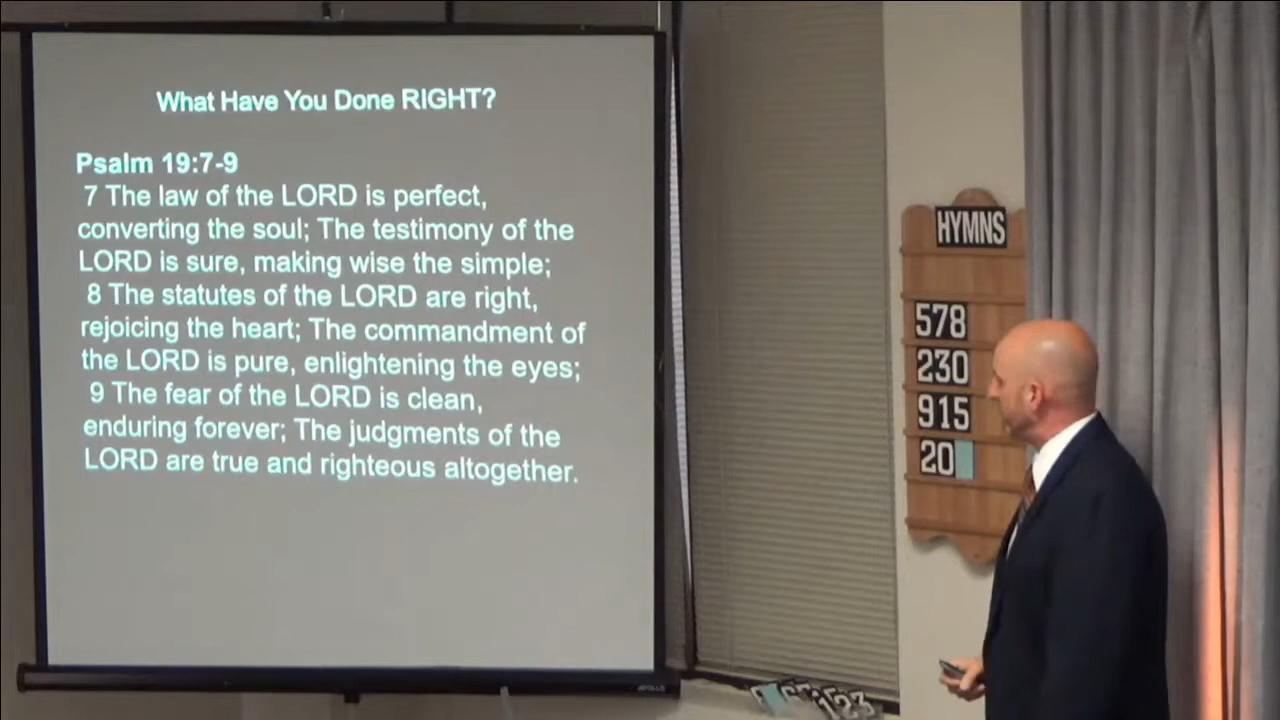 What Have You Done RIGHT?
Psalm 19:7-9
7 The law of the LORD is perfect,
converting the soul; The testimony of the
LORD is sure, making wise the simple;
8 The statutes of the LORD are right,
rejoicing the heart; The commandment of
the LORD is pure, enlightening the eyes;
9 The fear of the LORD is clean,
enduring forever; The judgments of the
LORD are true and righteous altogether.
HYMNS
578
230
915
20
APOLLO